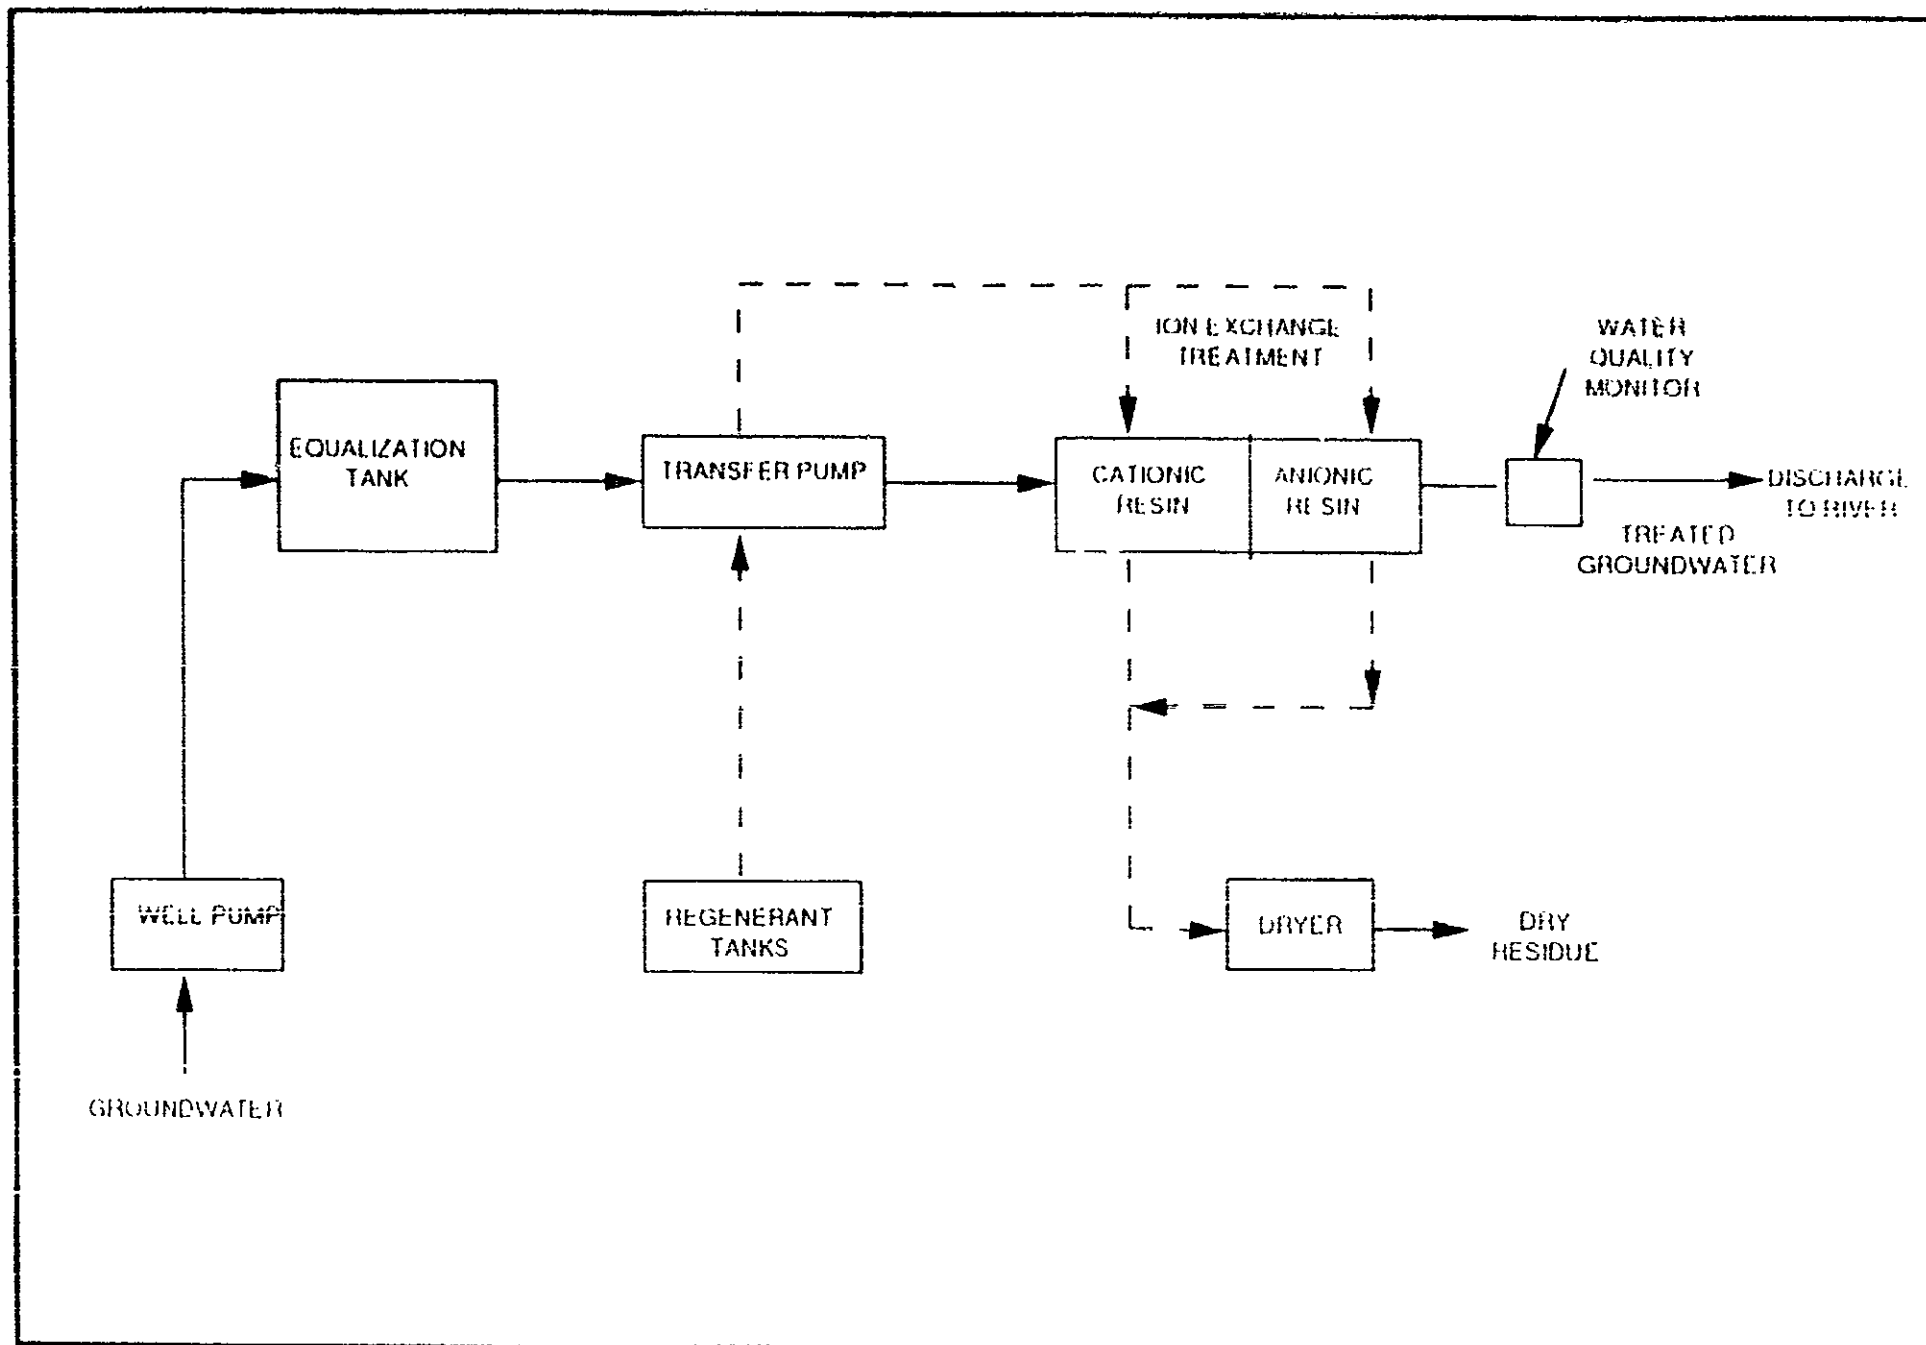 ION EXCHANGE
TREATMENT
WATER
QUALITY
MONITOR
EQUALIZATION
TANK
TRANSFER PUMP
CATIONIC
RESIN
ANIONIC
RESIN
DISCHARGE
TO RIVER
TREATED
GROUNDWATER
WELL PUMP
REGENERANT
TANKS
DRYER
DRY
RESIDUE
GROUNDWATER